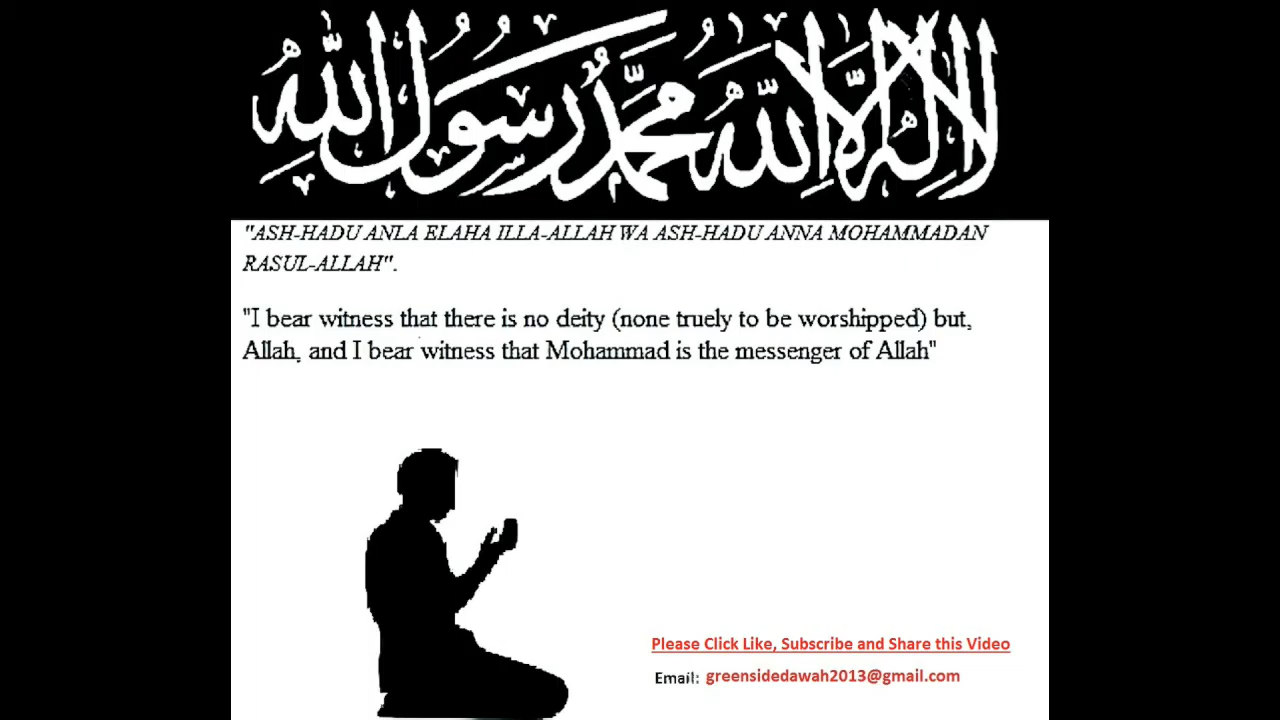 لا إله إلا الله محمد رسول الله
"ASH-HADU ANLA ELAHA ILLA-ALLAH WA ASH-HADU ANNA MOHAMMADAN
RASUL-ALLAH".
"I bear witness that there is no deity (none truely to be worshipped) but,
Allah, and I bear witness that Mohammad is the messenger of Allah"
Please Click Like, Subscribe and Share this Video
Email: greensidedawah2013@gmail.com